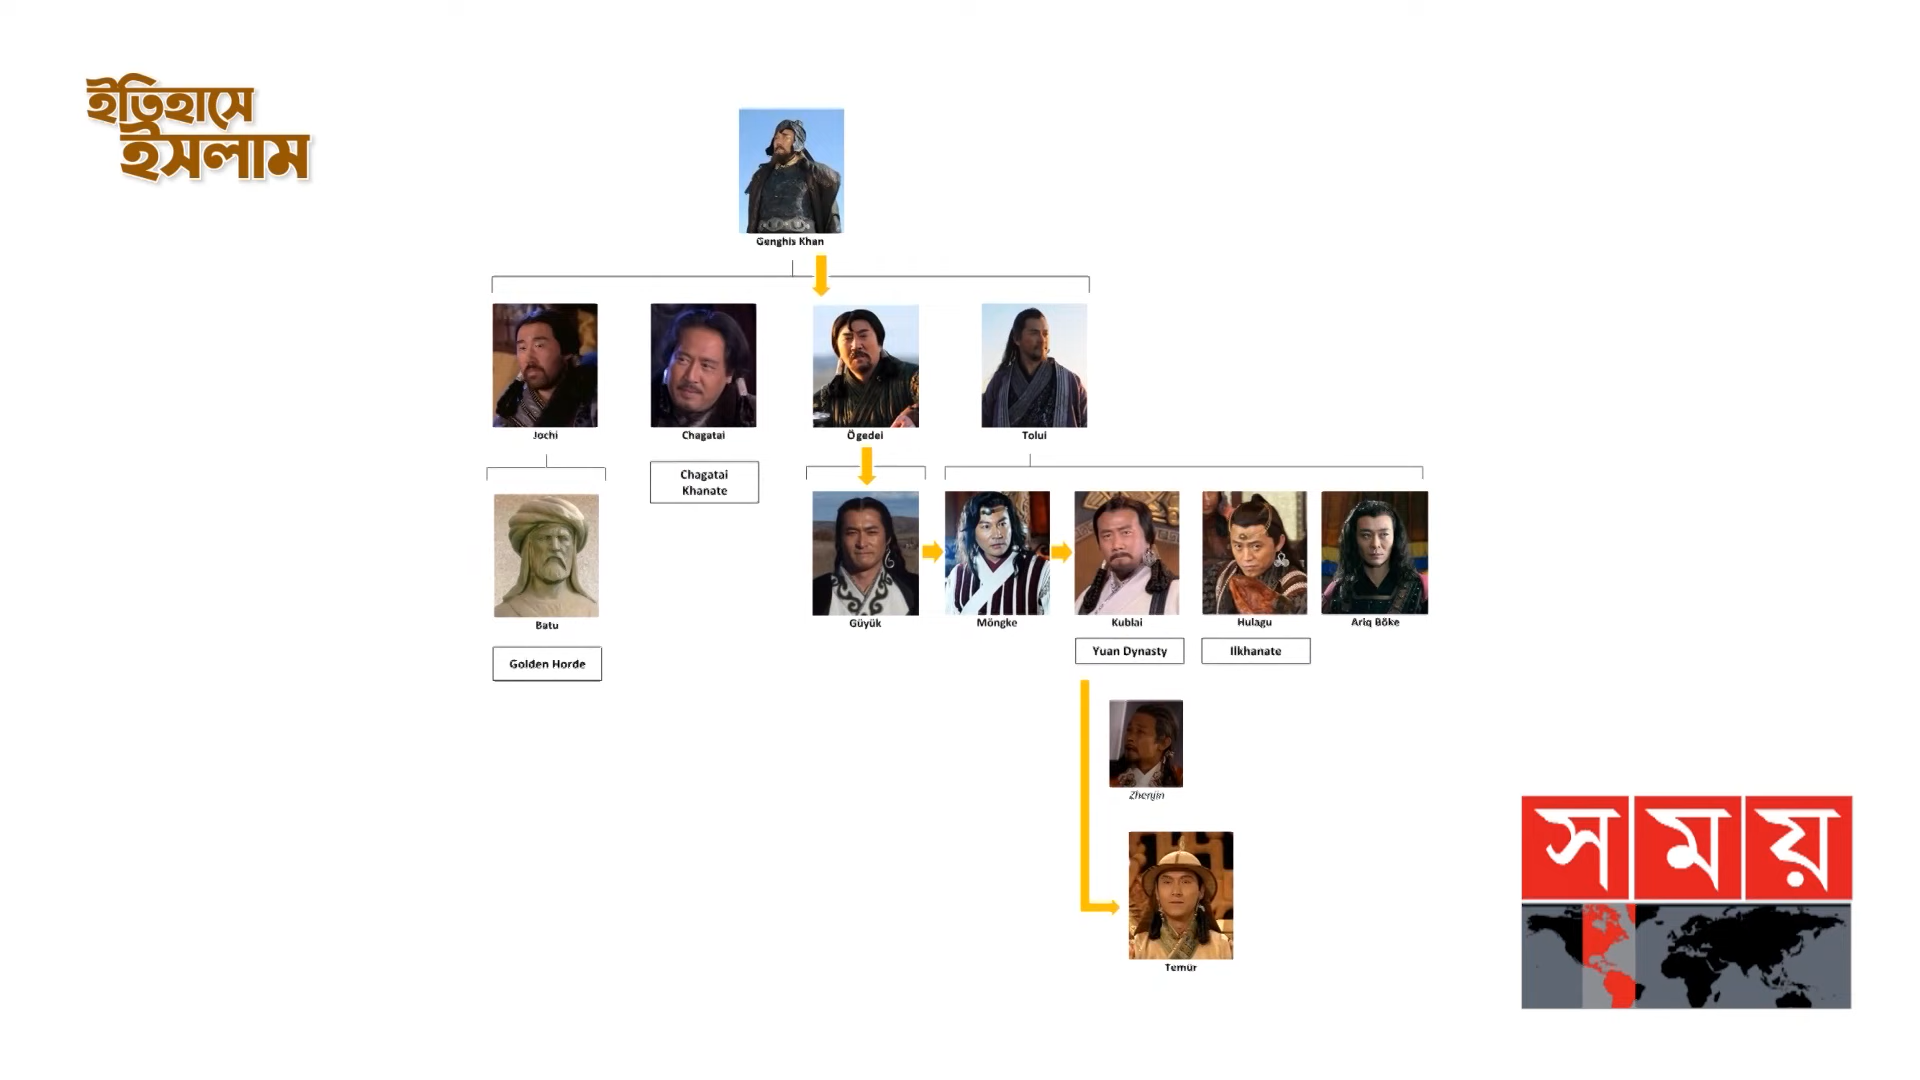 ইতিহাসে
ইসলাম
Genghis Khan
Jochi
Chagatai
Ögedei
Tolui
Chagatai
Khanate
Batu
Güyük
Möngke
Kublai
Hulagu
Ariq Böke
Golden Horde
Yuan Dynasty
Ilkhanate
Zhenjin
Temür
সময়